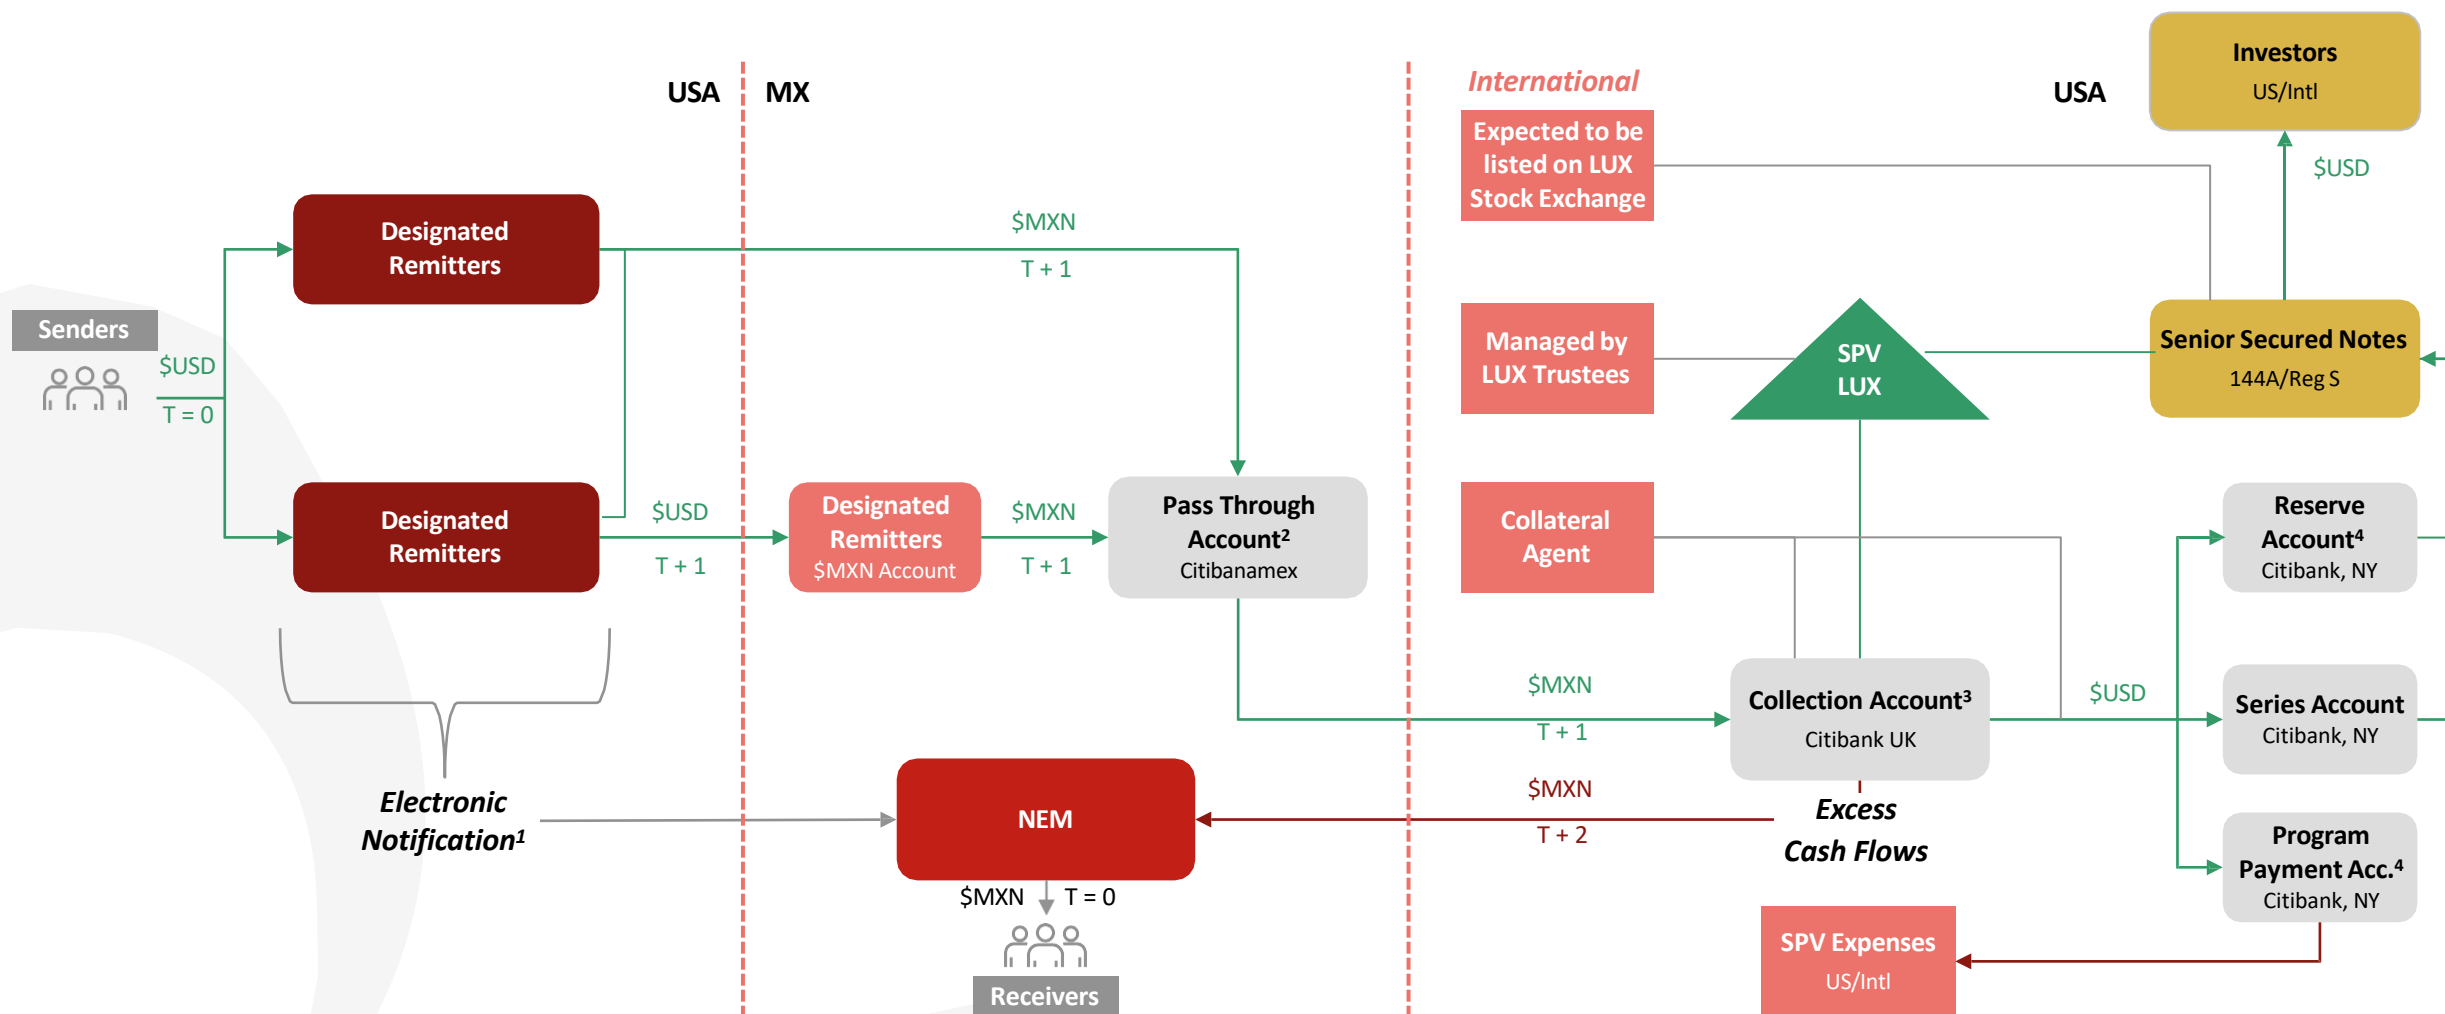 USA
MX
International
USA
Investors
US/Intl
Expected to be
listed on LUX
Stock Exchange
$USD
Designated
Remitters
$MXN
T + 1
Senders
$USD
T = 0
Managed by
LUX Trustees
SPV
LUX
Senior Secured Notes
144A/Reg S
Designated
Remitters
$USD
T + 1
Designated
Remitters
$MXN Account
$MXN
T + 1
Pass Through
Account²
Citibanamex
Collateral
Agent
Reserve
Account⁴
Citibank, NY
$MXN
T + 1
Collection Account³
Citibank UK
$USD
Series Account
Citibank, NY
Electronic
Notification¹
NEM
$MXN
T + 2
Excess
Cash Flows
Program
Payment Acc.⁴
Citibank, NY
$MXN
T = 0
Receivers
SPV Expenses
US/Intl